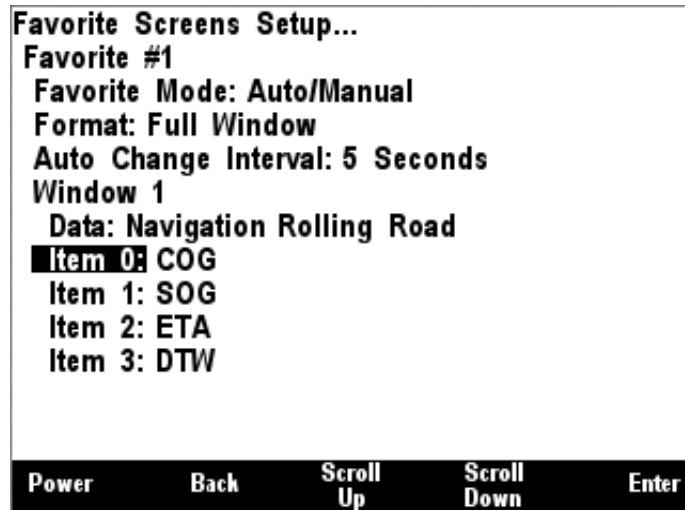 Favorite Screens Setup...
Favorite #1
Favorite Mode: Auto/Manual
Format: Full Window
Auto Change Interval: 5 Seconds
Window 1
Data: Navigation Rolling Road
Item 0: COG
Item 1: SOG
Item 2: ETA
Item 3: DTW
Power Back Scroll Up Scroll Down Enter